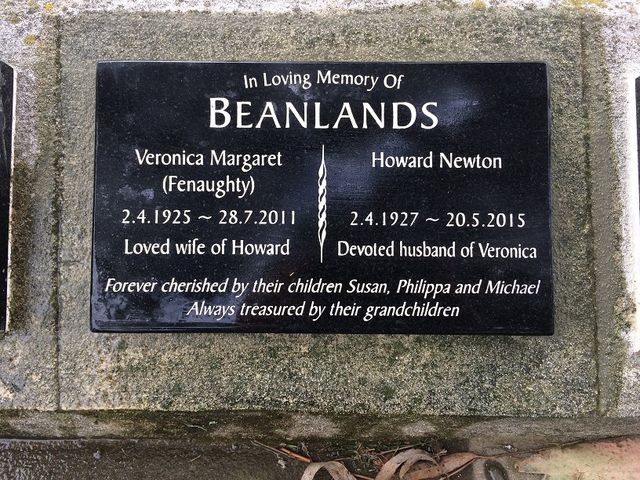 In Loving Memory Of
BEANLANDS
Veronica Margaret
(Fenaughty)
2.4.1925 ~ 28.7.2011
Loved wife of Howard
Howard Newton
2.4.1927 ~ 20.5.2015
Devoted husband of Veronica
Forever cherished by their children Susan, Philippa and Michael
Always treasured by their grandchildren